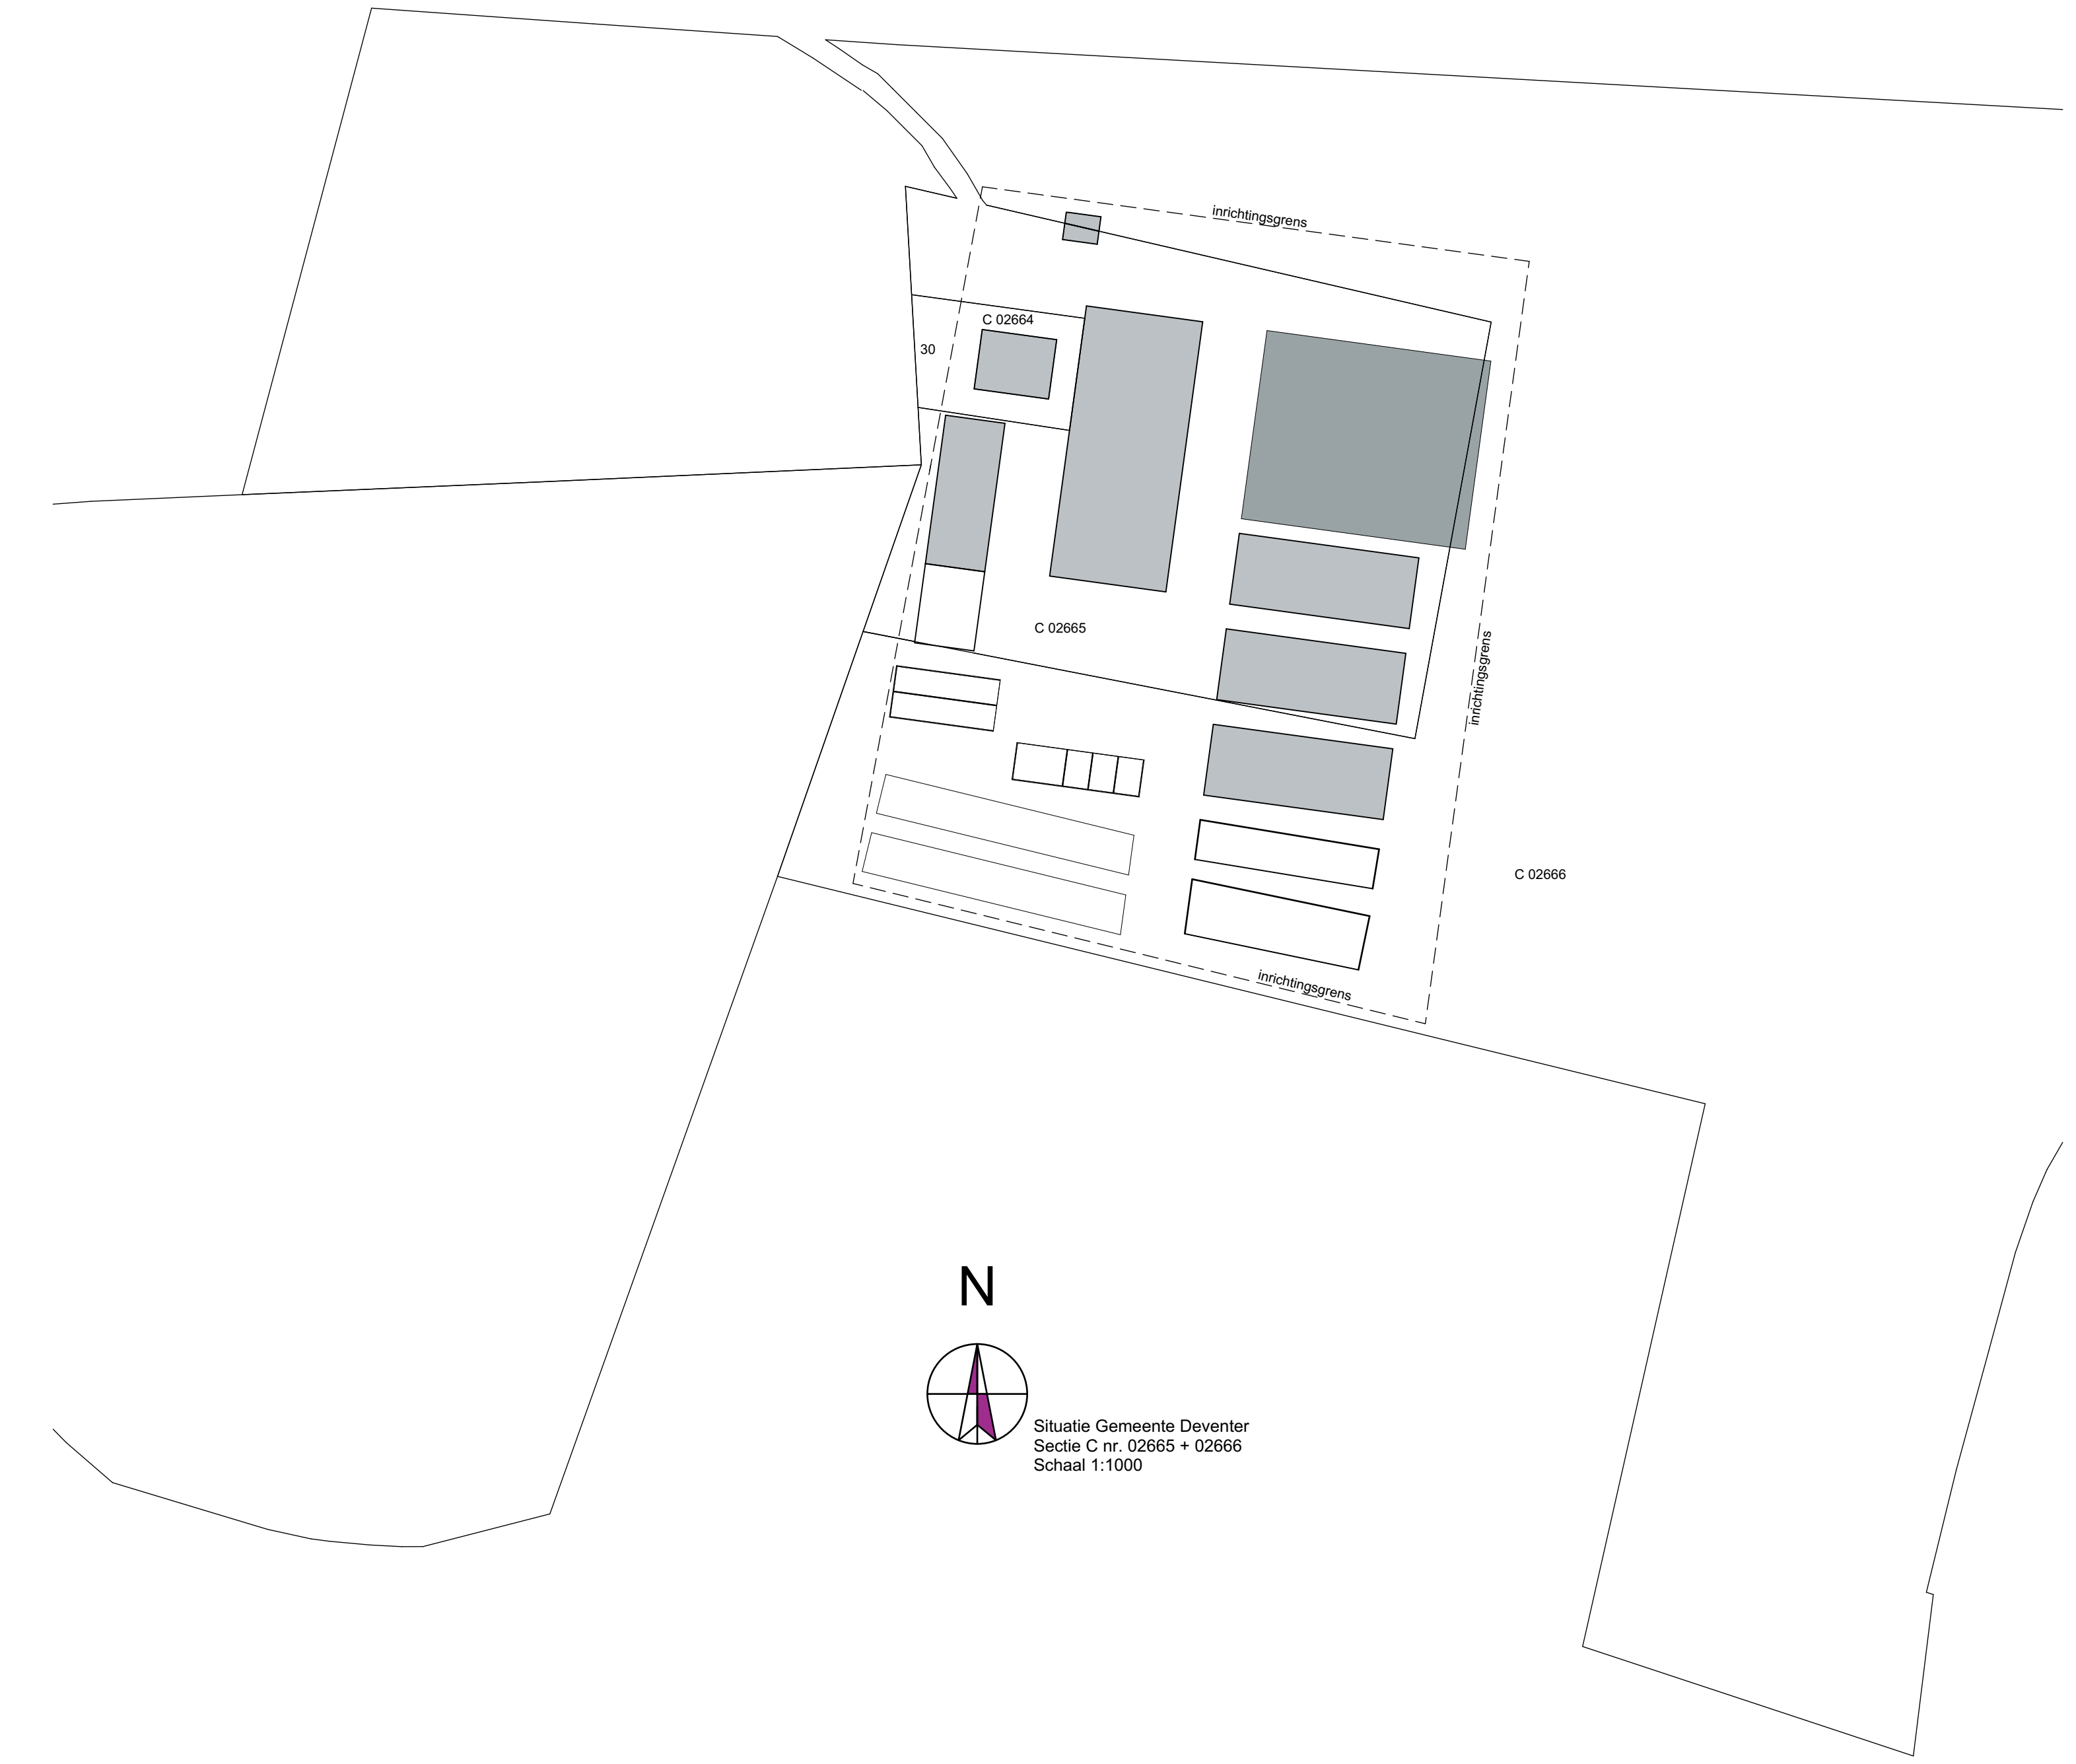 inrichtingsgrens
C 02664
30
C 02665
inrichtingsgrens
C 02666
inrichtingsgrens
N
Situatie Gemeente Deventer
Sectie C nr. 02665 + 02666
Schaal 1:1000